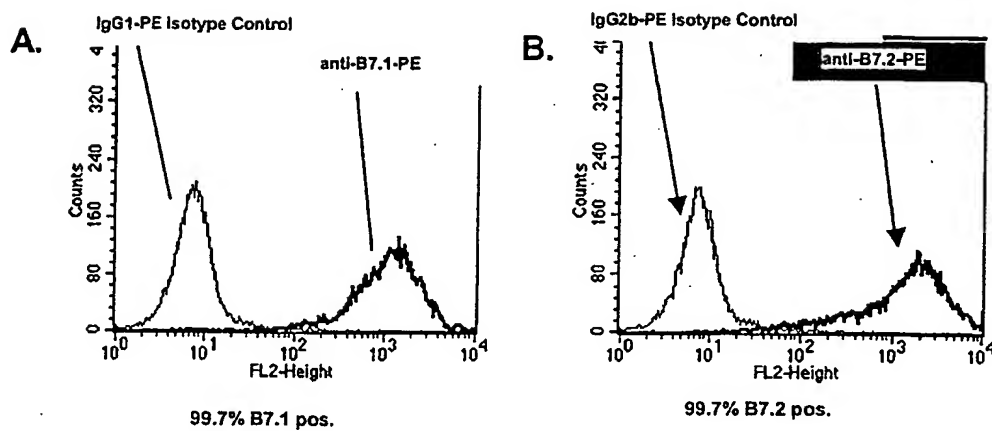 A.
IgG1-PE Isotype Control
anti-B7.1-PE
Counts
4
320
240
160
80
0
10^0
10^1
10^2
10^3
10^4
FL2-Height
99.7% B7.1 pos.
B.
IgG2b-PE Isotype Control
anti-B7.2-PE
Counts
320
240
160
80
0
10^0
10^1
10^2
10^3
10^4
FL2-Height
99.7% B7.2 pos.